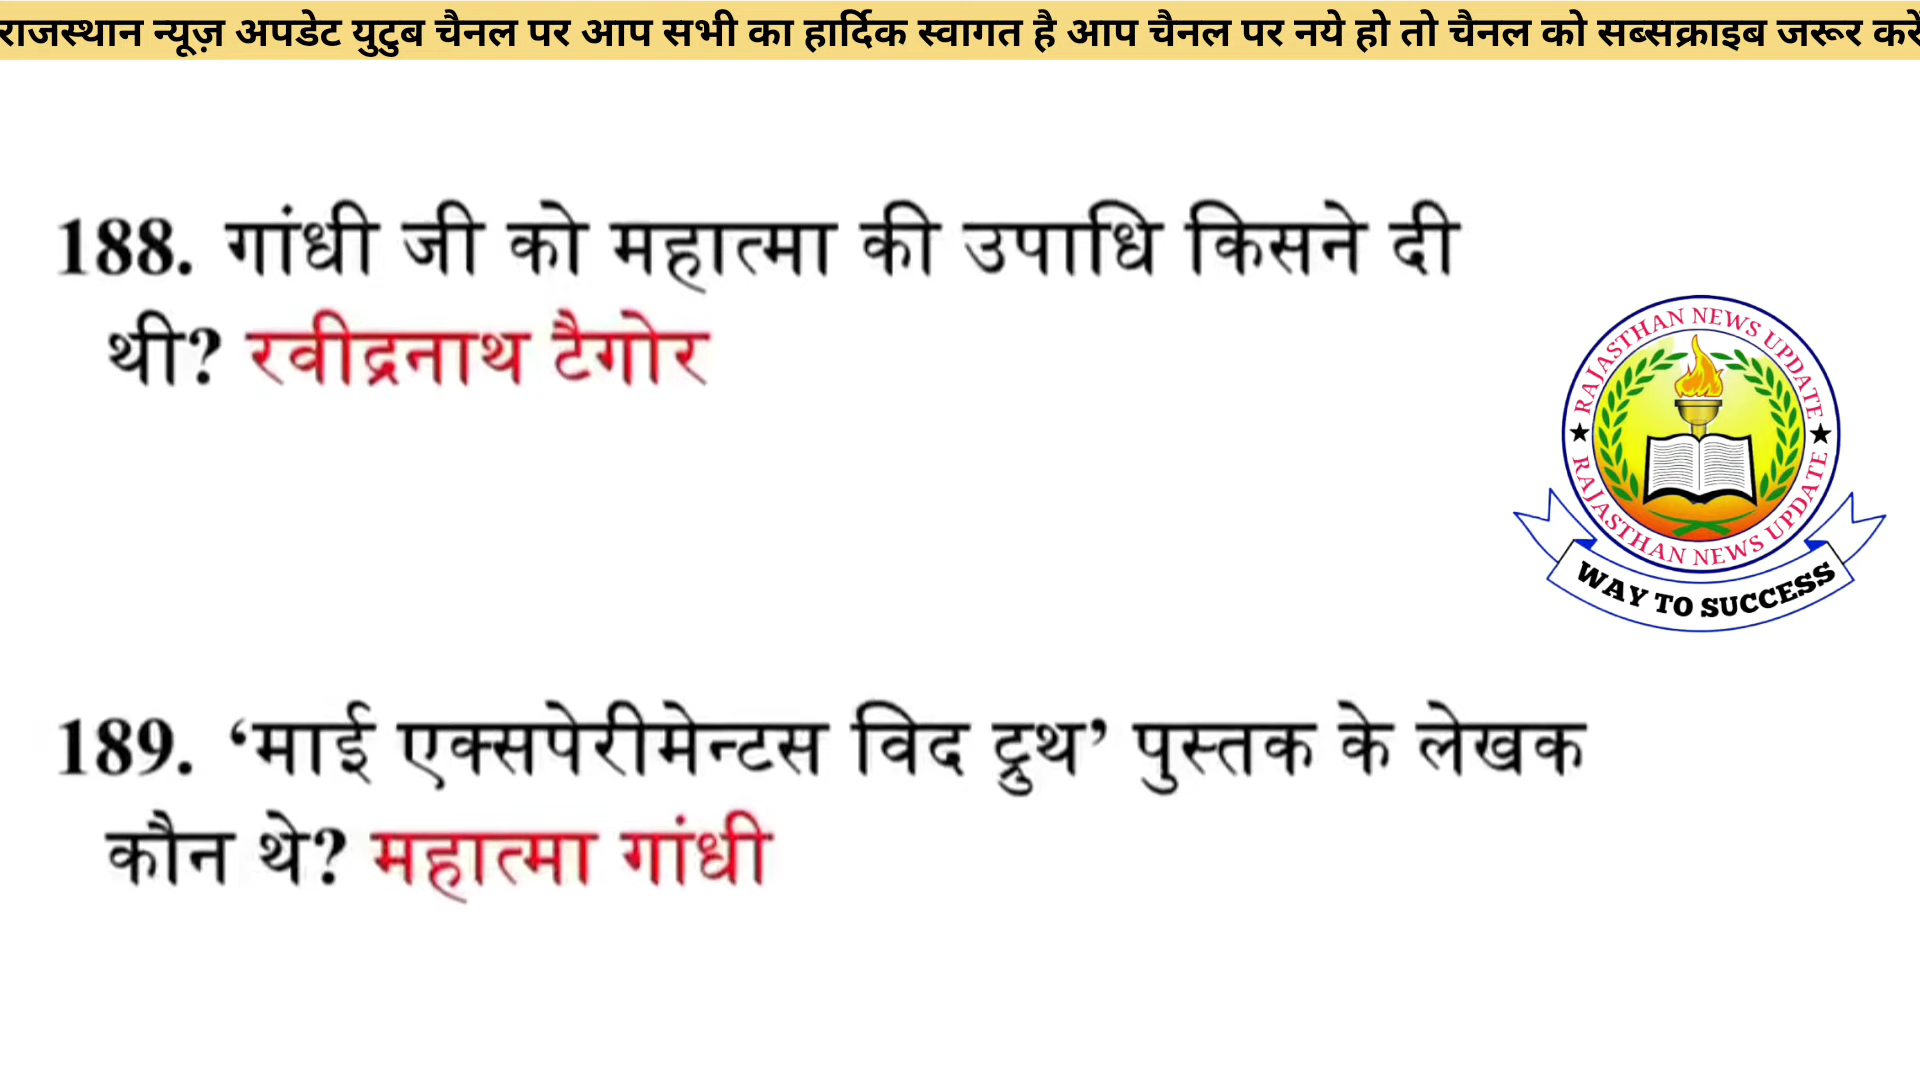 राजस्थान न्यूज़ अपडेट युटुब चैनल पर आप सभी का हार्दिक स्वागत है आप चैनल पर नये हो तो चैनल को सब्सक्राइब जरूर करें
188. गांधी जी को महात्मा की उपाधि किसने दी
थी? रवीद्रनाथ टैगोर
RAJASTHAN NEWS UPDATE
RAJASTHAN NEWS UPDATE
WAY TO SUCCESS
189. ‘माई एक्सपेरीमेन्टस विद ट्रुथ’ पुस्तक के लेखक
कौन थे? महात्मा गांधी